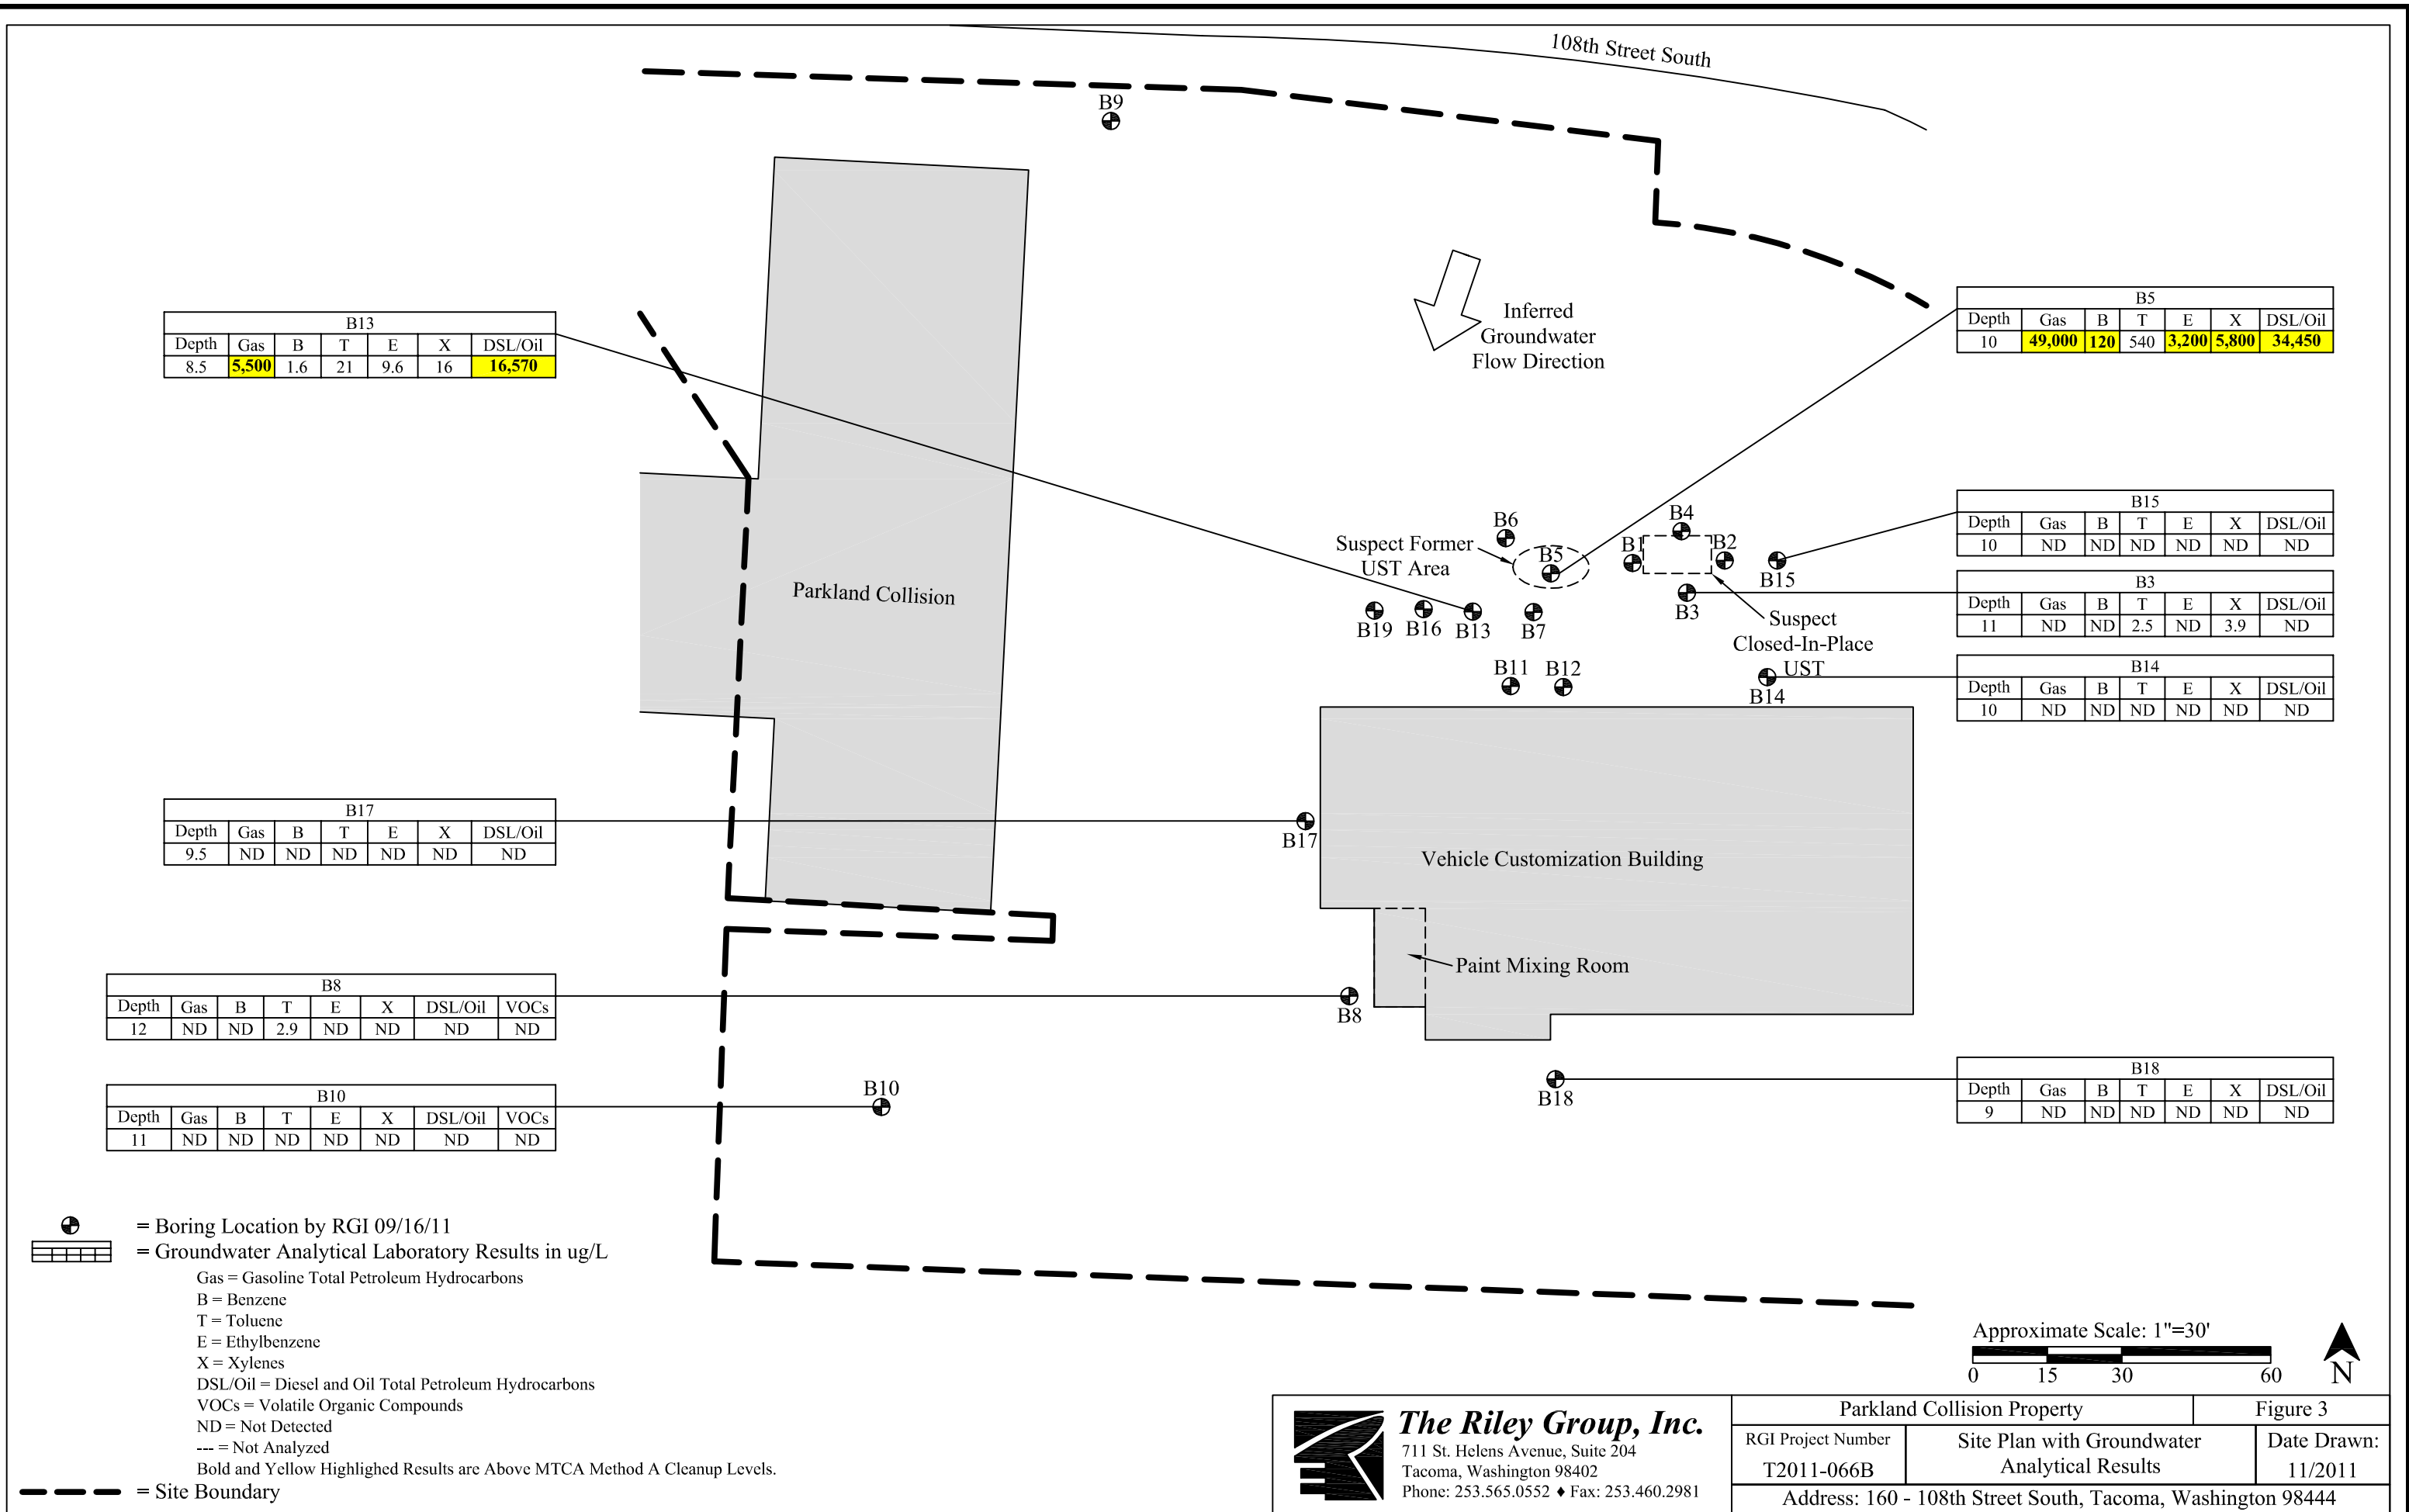 108th Street South
B9
Inferred
Groundwater
Flow Direction
B13
Depth Gas B T E X DSL/Oil
8.5 5,500 1.6 21 9.6 16 16,570
B5
Depth Gas B T E X DSL/Oil
10 49,000 120 540 3,200 5,800 34,450
B15
Depth Gas B T E X DSL/Oil
10 ND ND ND ND ND ND
B3
Depth Gas B T E X DSL/Oil
11 ND ND 2.5 ND 3.9 ND
B14
Depth Gas B T E X DSL/Oil
10 ND ND ND ND ND ND
B6
B4
Suspect Former
UST Area
B5
B1
B2
B15
B3
B19
B16
B13
B7
Suspect
Closed-In-Place
UST
B11
B12
B14
Parkland Collision
B17
Depth Gas B T E X DSL/Oil
9.5 ND ND ND ND ND ND
B17
Vehicle Customization Building
Paint Mixing Room
B8
Depth Gas B T E X DSL/Oil VOCs
12 ND ND 2.9 ND ND ND ND
B8
B10
Depth Gas B T E X DSL/Oil VOCs
11 ND ND ND ND ND ND ND
B10
B18
B18
Depth Gas B T E X DSL/Oil
9 ND ND ND ND ND ND
= Boring Location by RGI 09/16/11
= Groundwater Analytical Laboratory Results in ug/L
Gas = Gasoline Total Petroleum Hydrocarbons
B = Benzene
T = Toluene
E = Ethylbenzene
X = Xylenes
DSL/Oil = Diesel and Oil Total Petroleum Hydrocarbons
VOCs = Volatile Organic Compounds
ND = Not Detected
--- = Not Analyzed
Bold and Yellow Highlighed Results are Above MTCA Method A Cleanup Levels.
= Site Boundary
Approximate Scale: 1"=30'
0 15 30 60
N
The Riley Group, Inc.
711 St. Helens Avenue, Suite 204
Tacoma, Washington 98402
Phone: 253.565.0552 ♦ Fax: 253.460.2981
Parkland Collision Property
Figure 3
RGI Project Number
T2011-066B
Site Plan with Groundwater
Analytical Results
Date Drawn:
11/2011
Address: 160 - 108th Street South, Tacoma, Washington 98444